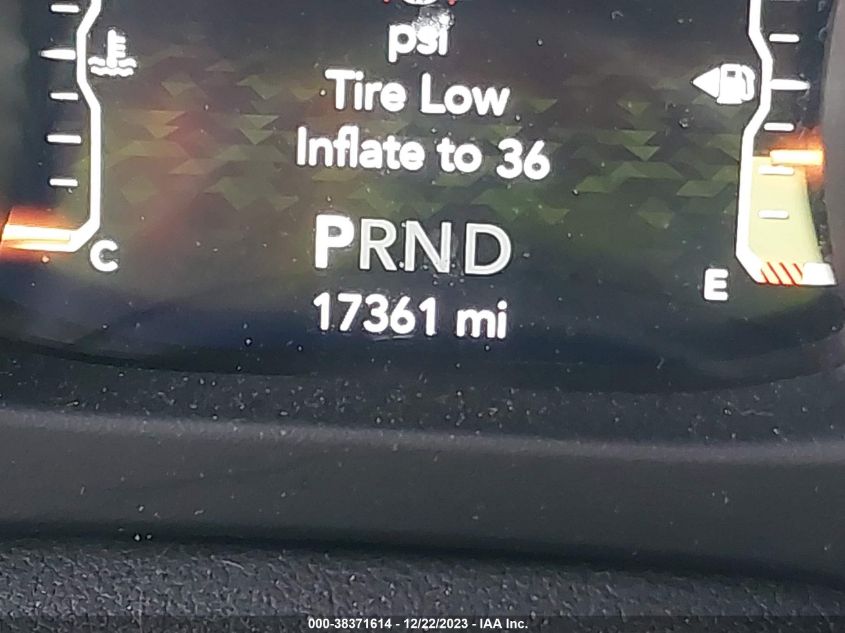 psi
Tire Low
Inflate to 36
PRND
C
E
17361 mi
000-38371614 - 12/22/2023 - IAA Inc.